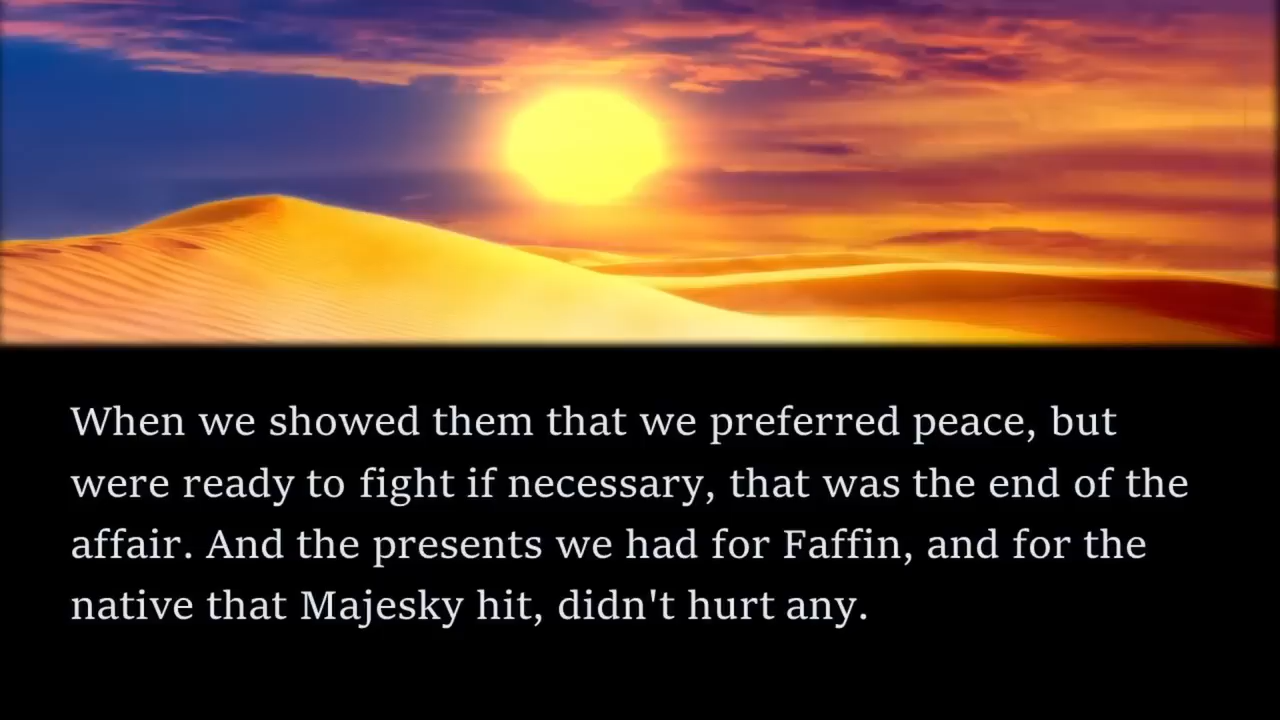 When we showed them that we preferred peace, but
were ready to fight if necessary, that was the end of the
affair. And the presents we had for Faffin, and for the
native that Majesky hit, didn't hurt any.